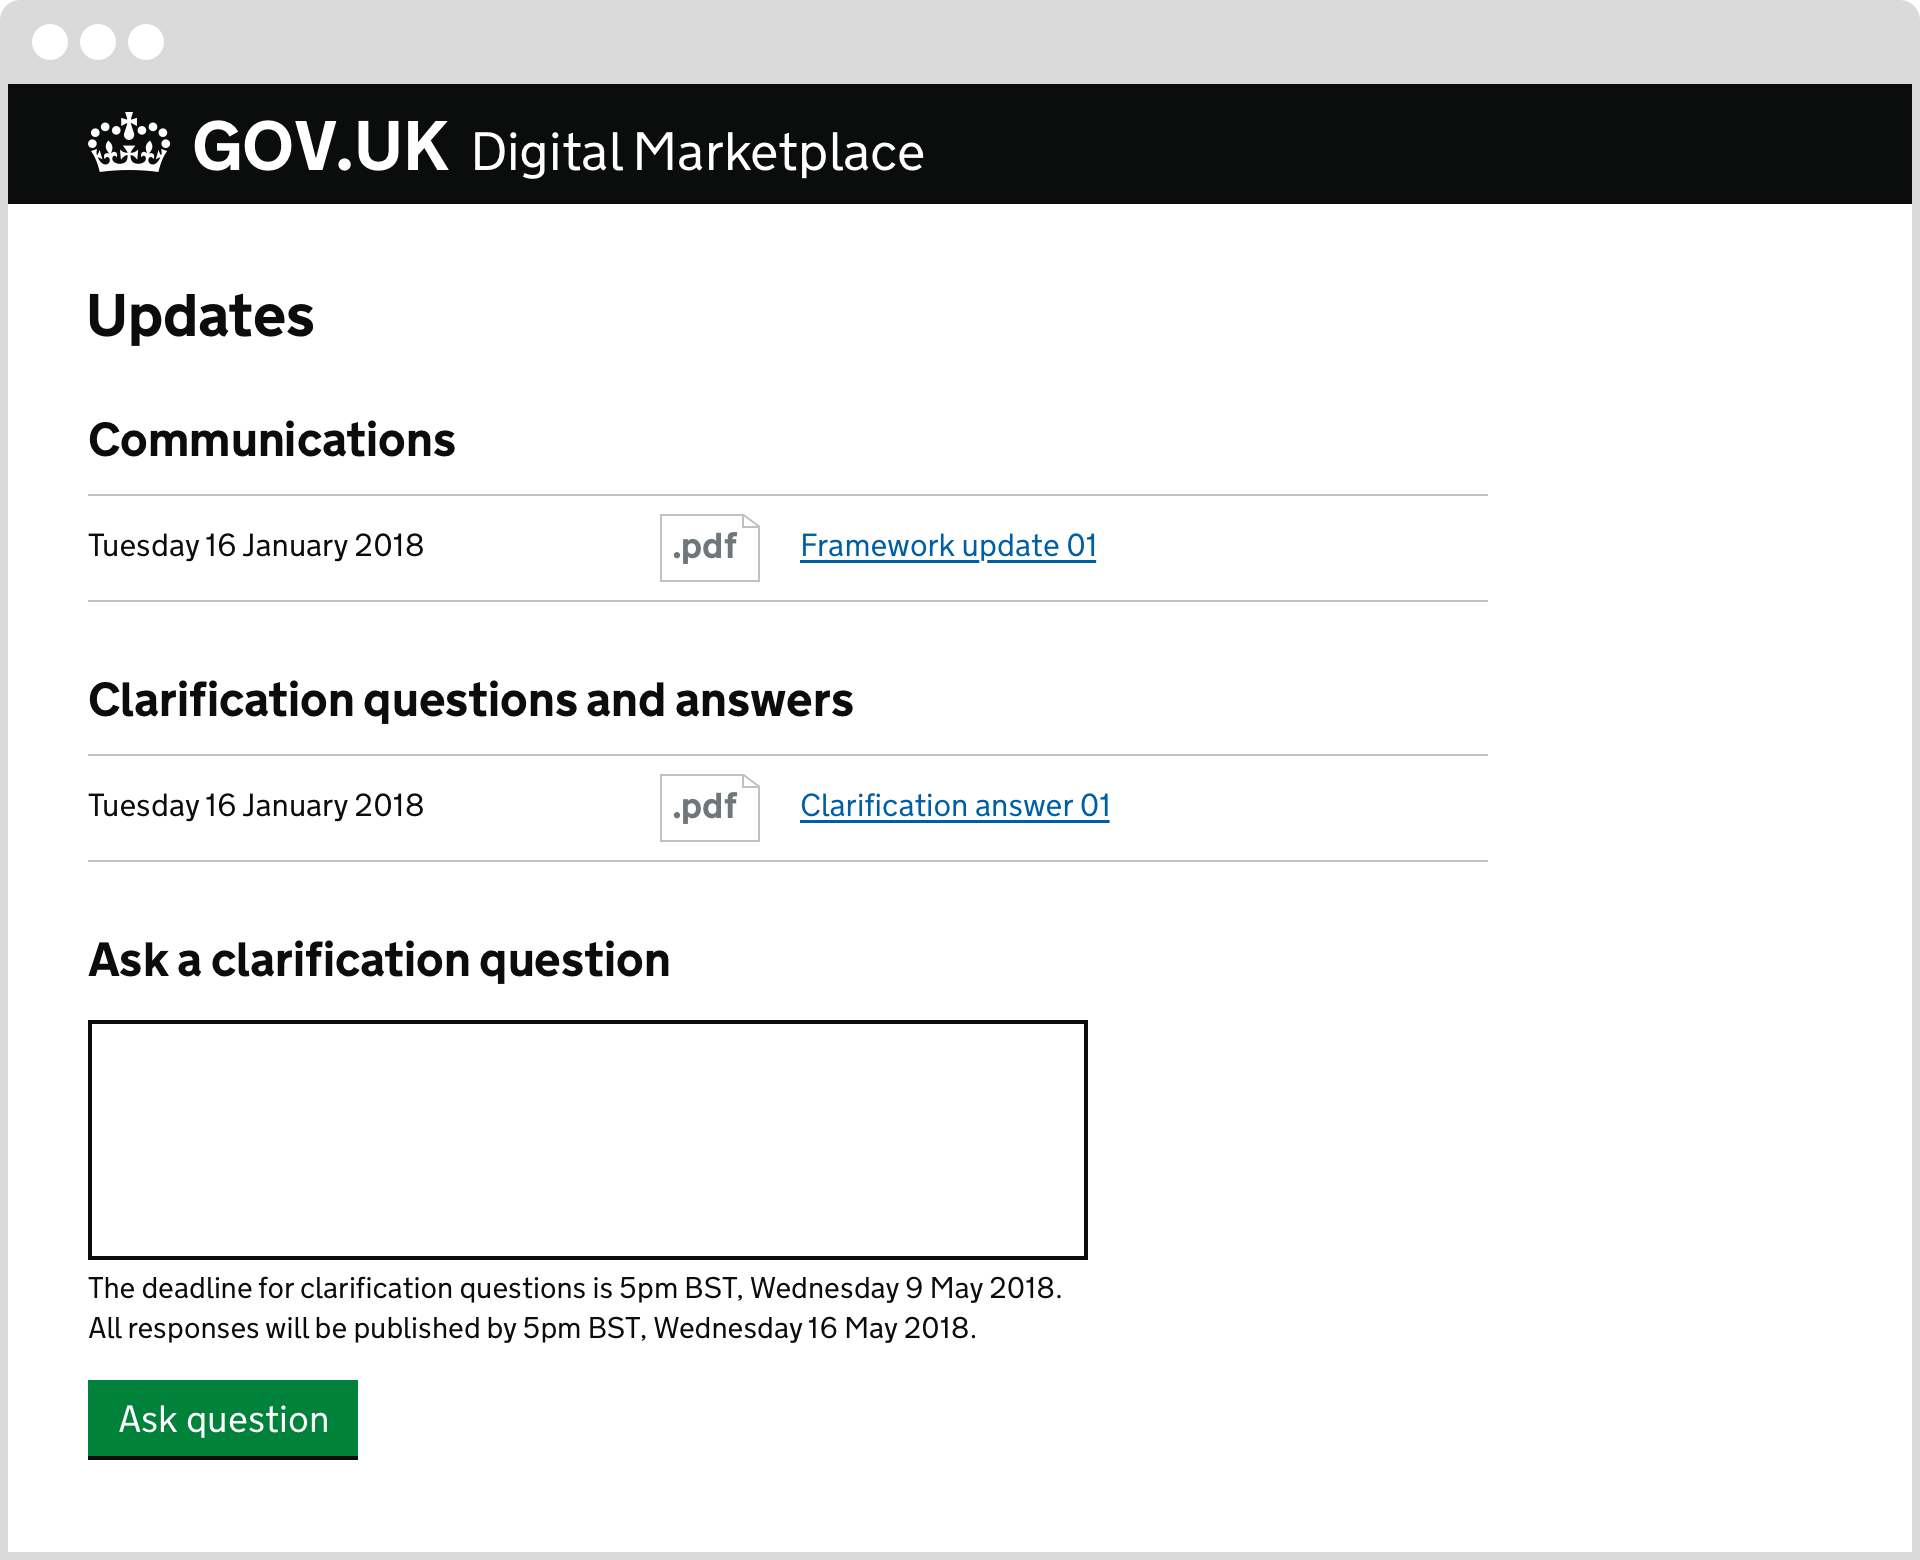 GOV.UK Digital Marketplace
Updates
Communications
Tuesday 16 January 2018 .pdf Framework update 01
Clarification questions and answers
Tuesday 16 January 2018 .pdf Clarification answer 01
Ask a clarification question
The deadline for clarification questions is 5pm BST, Wednesday 9 May 2018.
All responses will be published by 5pm BST, Wednesday 16 May 2018.
Ask question